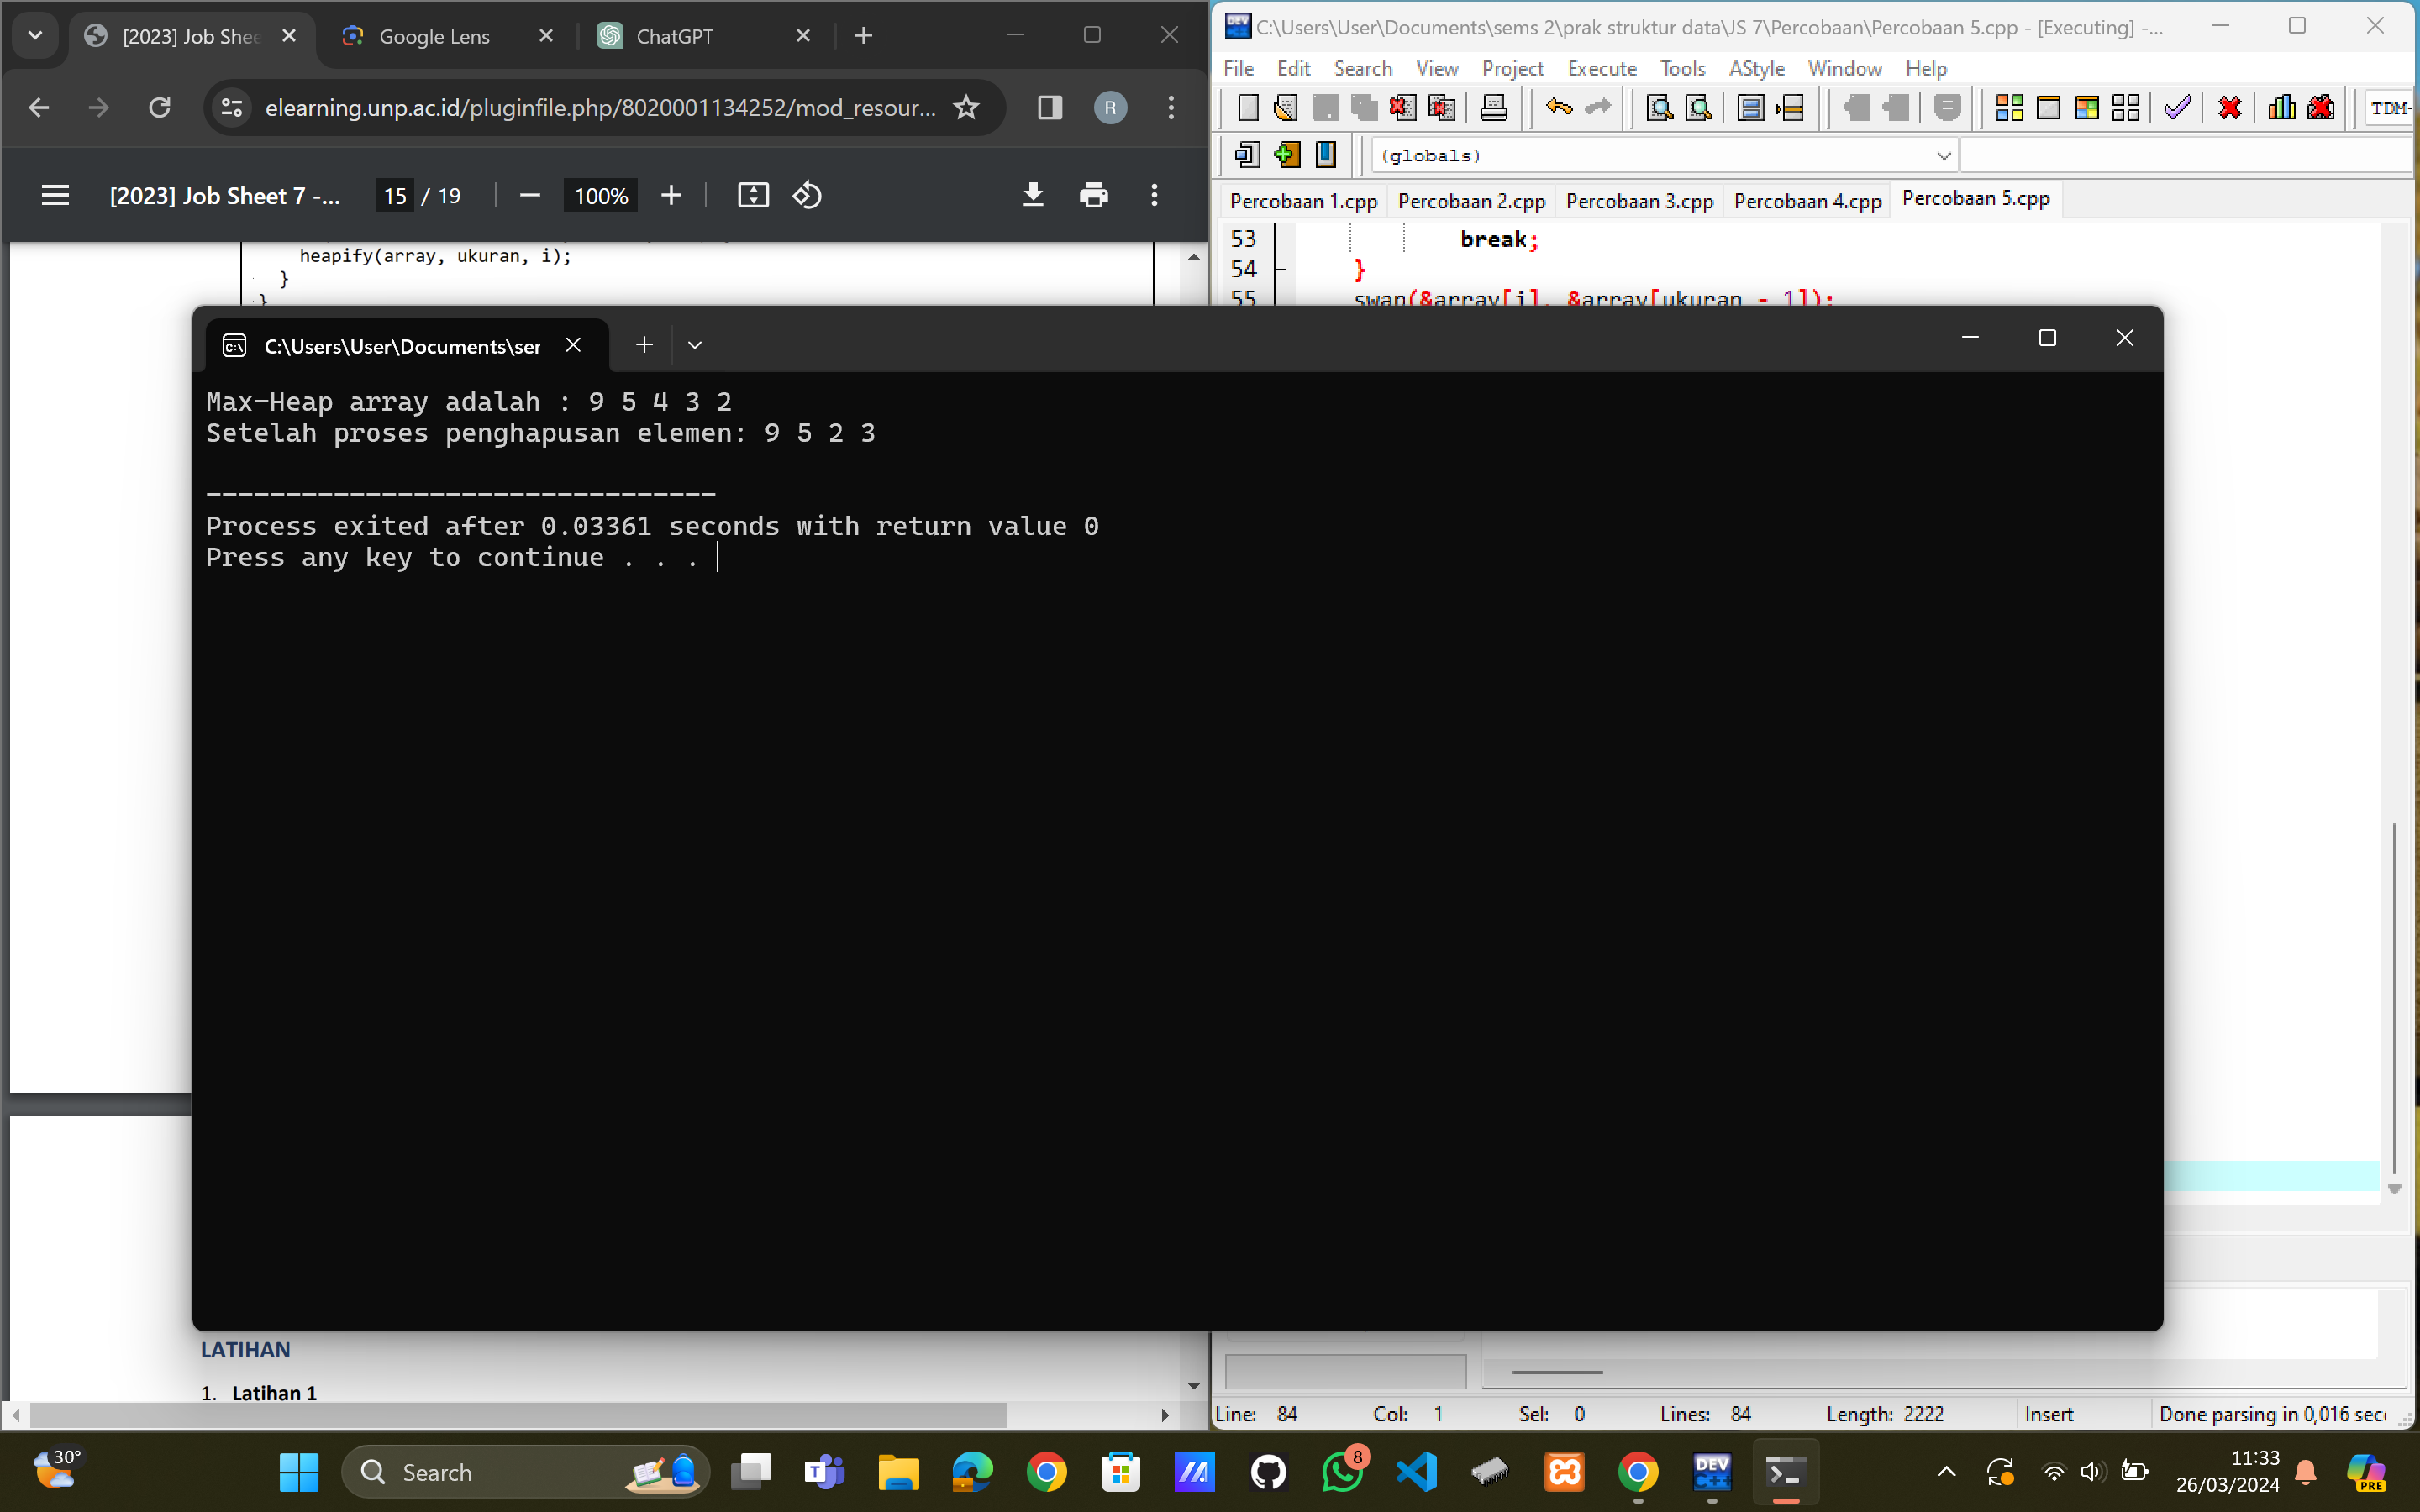 [2023] Job Shee
Google Lens
ChatGPT
elearning.unp.ac.id/pluginfile.php/8020001134252/mod_resour...
R
[2023] Job Sheet 7 -...
15 / 19
100%
heapify(array, ukuran, i);
}
}
LATIHAN
1. Latihan 1
C:\Users\User\Documents\sems 2\prak struktur data\JS 7\Percobaan\Percobaan 5.cpp - [Executing] -...
File Edit Search View Project Execute Tools AStyle Window Help
TDM-
(globals)
Percobaan 1.cpp Percobaan 2.cpp Percobaan 3.cpp Percobaan 4.cpp Percobaan 5.cpp
53 break;
54 }
55 swap(&array[i], &array[ukuran - 1]);
C:\Users\User\Documents\ser
Max-Heap array adalah : 9 5 4 3 2
Setelah proses penghapusan elemen: 9 5 2 3
--------------------------------
Process exited after 0.03361 seconds with return value 0
Press any key to continue . . .
Line: 84 Col: 1 Sel: 0 Lines: 84 Length: 2222 Insert Done parsing in 0,016 sec
30°
Search
8
DEV C++
11:33
26/03/2024
PRE